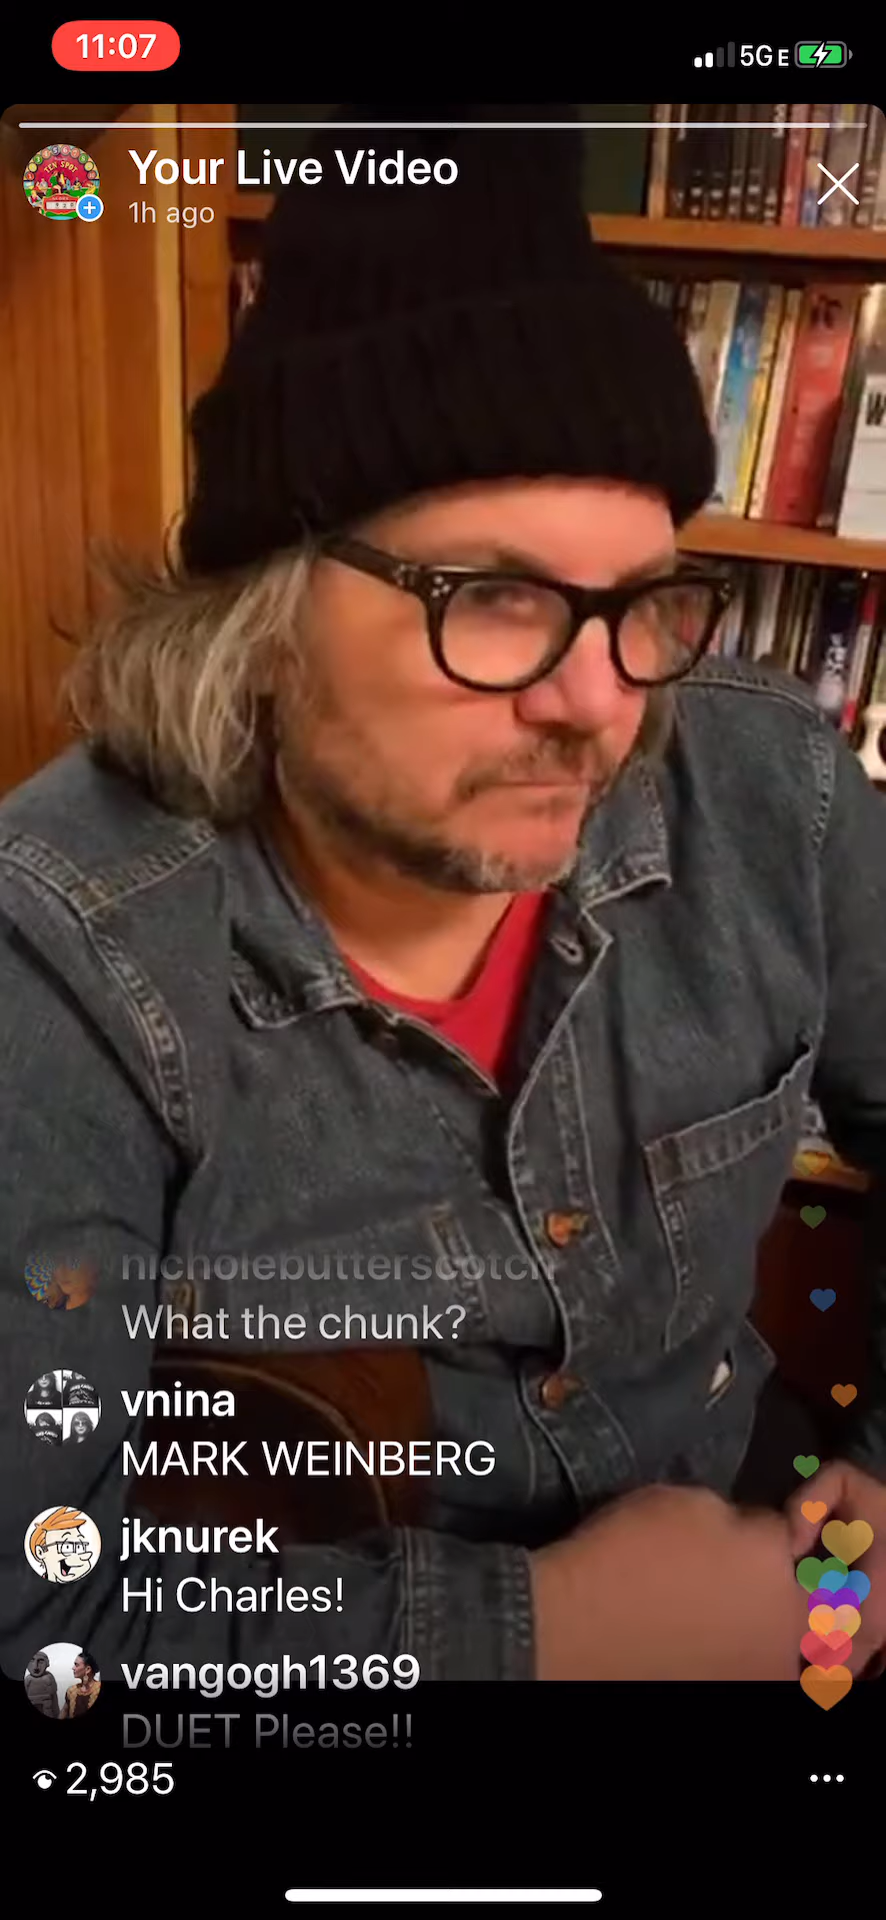 11:07
5GE
Your Live Video
1h ago
nicholebutterscotch
What the chunk?
vnina
MARK WEINBERG
jknurek
Hi Charles!
vangogh1369
DUET Please!!
2,985